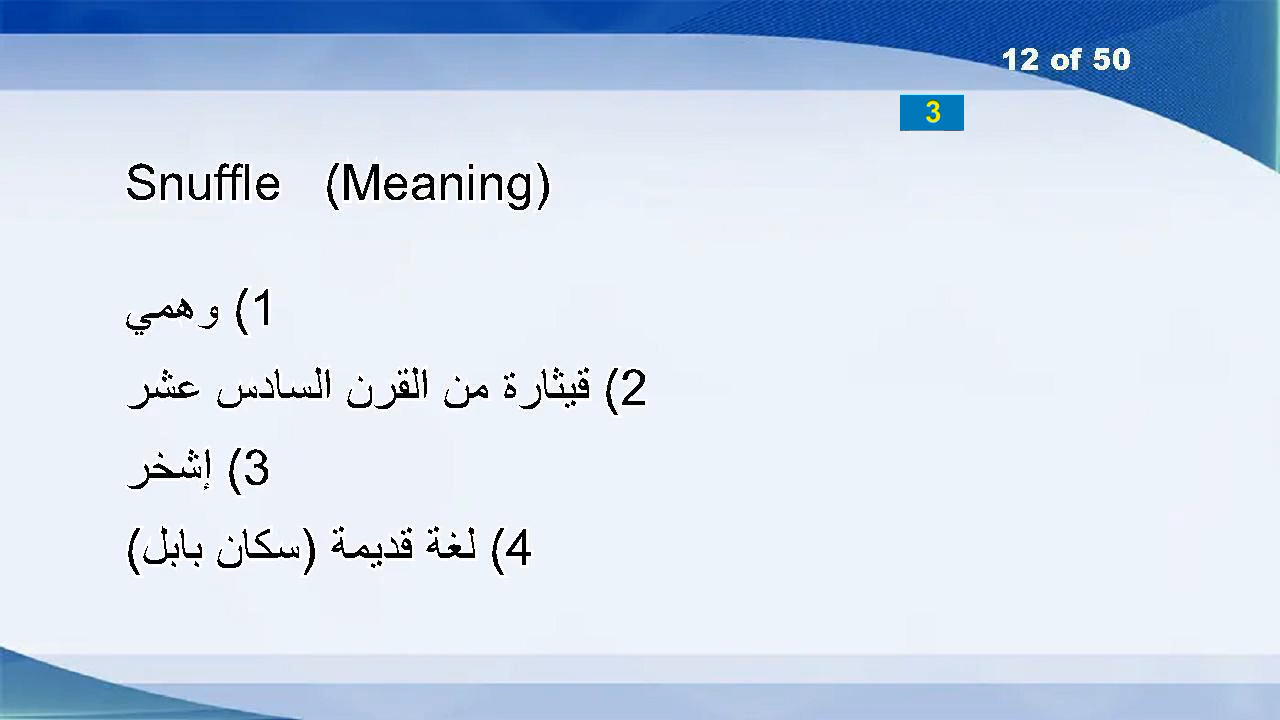 12 of 50
3
Snuffle (Meaning)
1) وهمي
2) قيثارة من القرن السادس عشر
3) إشخر
4) لغة قديمة (سكان بابل)